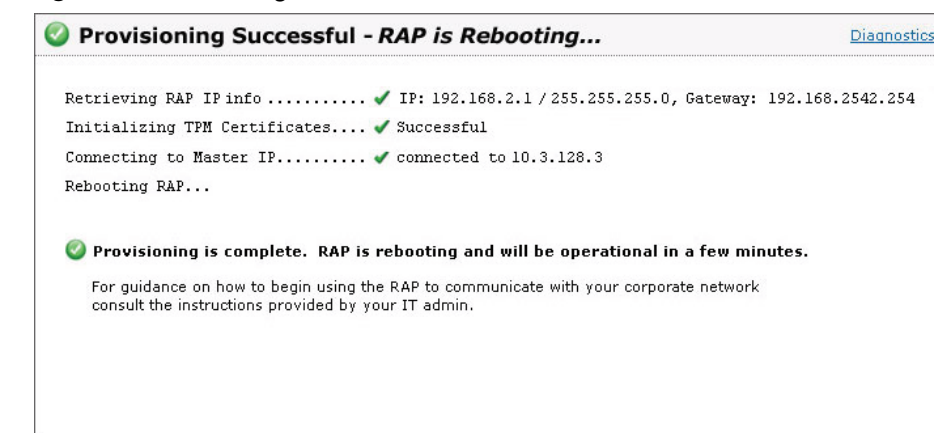 Provisioning Successful - RAP is Rebooting...
Diagnostics
Retrieving RAP IP info ........... ✔ IP: 192.168.2.1 / 255.255.255.0, Gateway: 192.168.2542.254
Initializing TPM Certificates.... ✔ Successful
Connecting to Master IP.......... ✔ connected to 10.3.128.3
Rebooting RAP...
Provisioning is complete. RAP is rebooting and will be operational in a few minutes.
For guidance on how to begin using the RAP to communicate with your corporate network
consult the instructions provided by your IT admin.